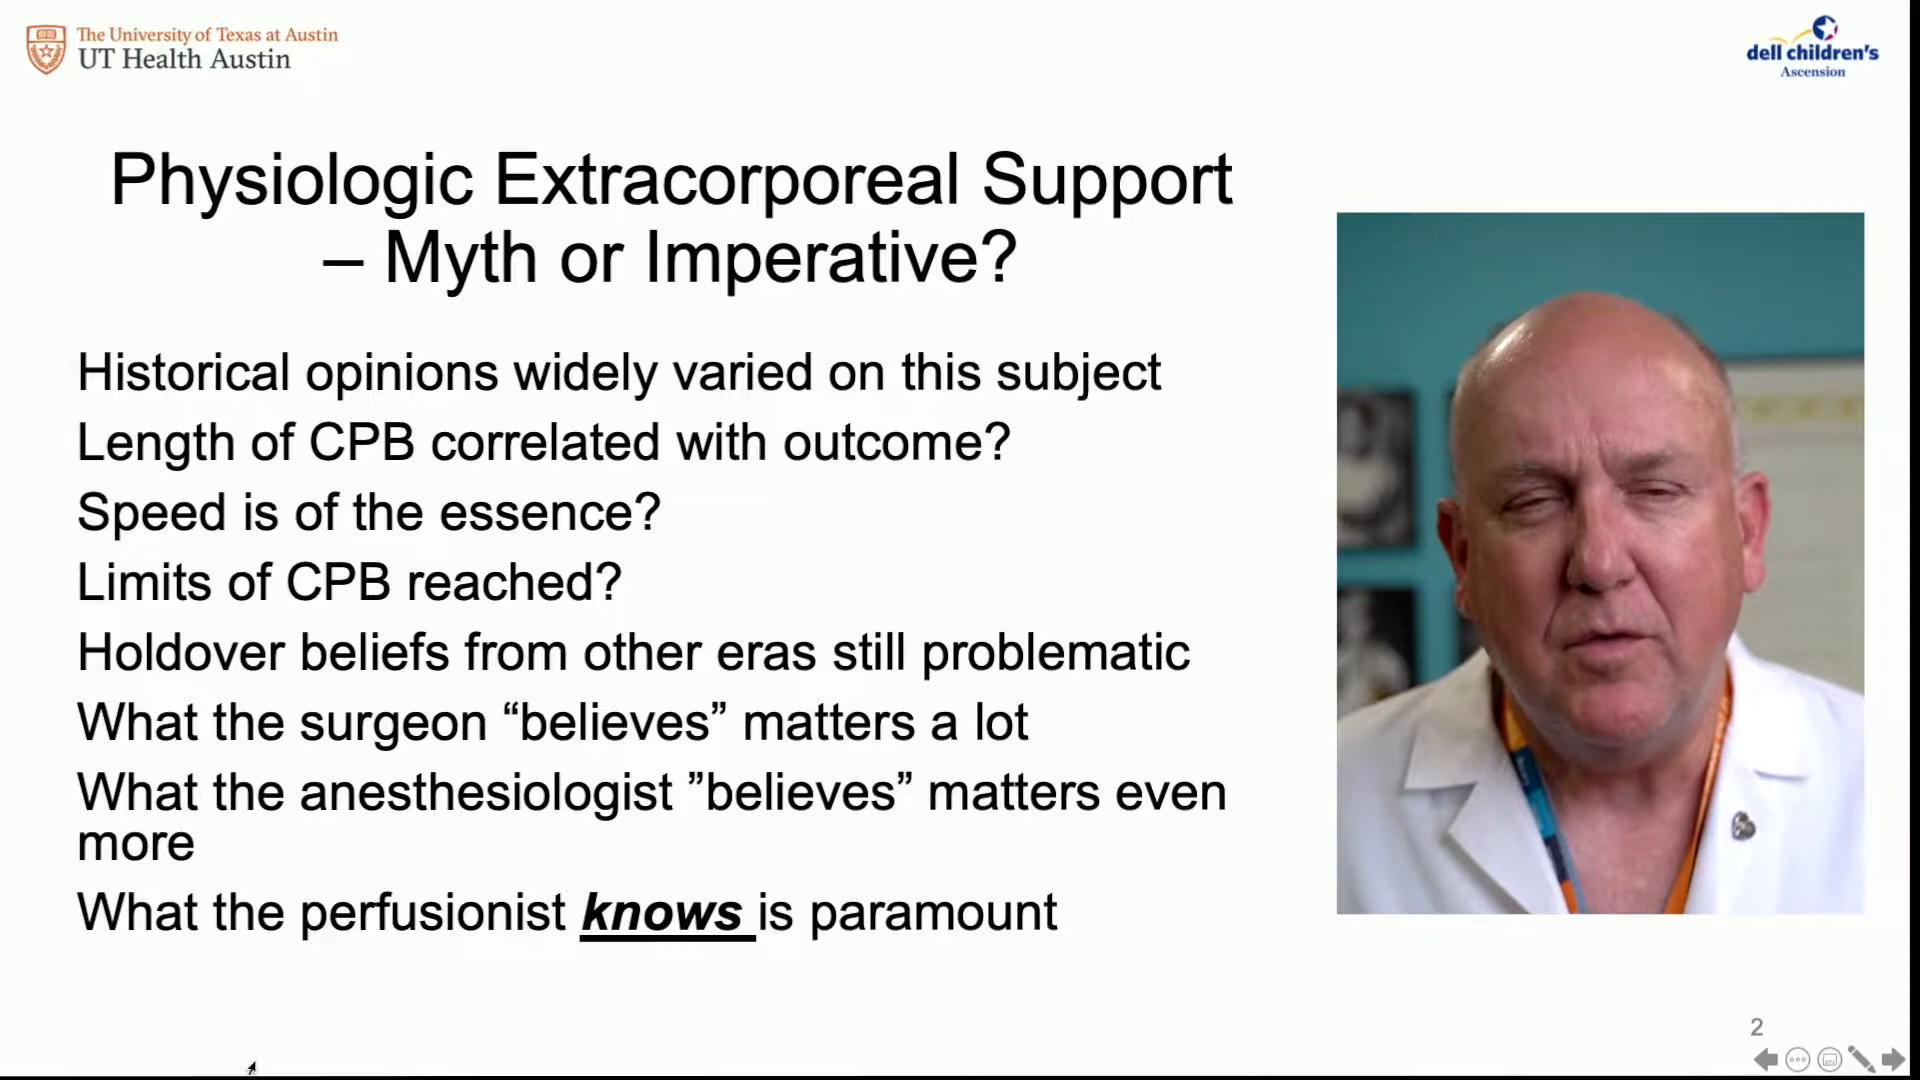 The University of Texas at Austin
UT Health Austin
dell children's
Ascension
Physiologic Extracorporeal Support
– Myth or Imperative?
Historical opinions widely varied on this subject
Length of CPB correlated with outcome?
Speed is of the essence?
Limits of CPB reached?
Holdover beliefs from other eras still problematic
What the surgeon “believes” matters a lot
What the anesthesiologist ”believes” matters even
more
What the perfusionist knows is paramount
2